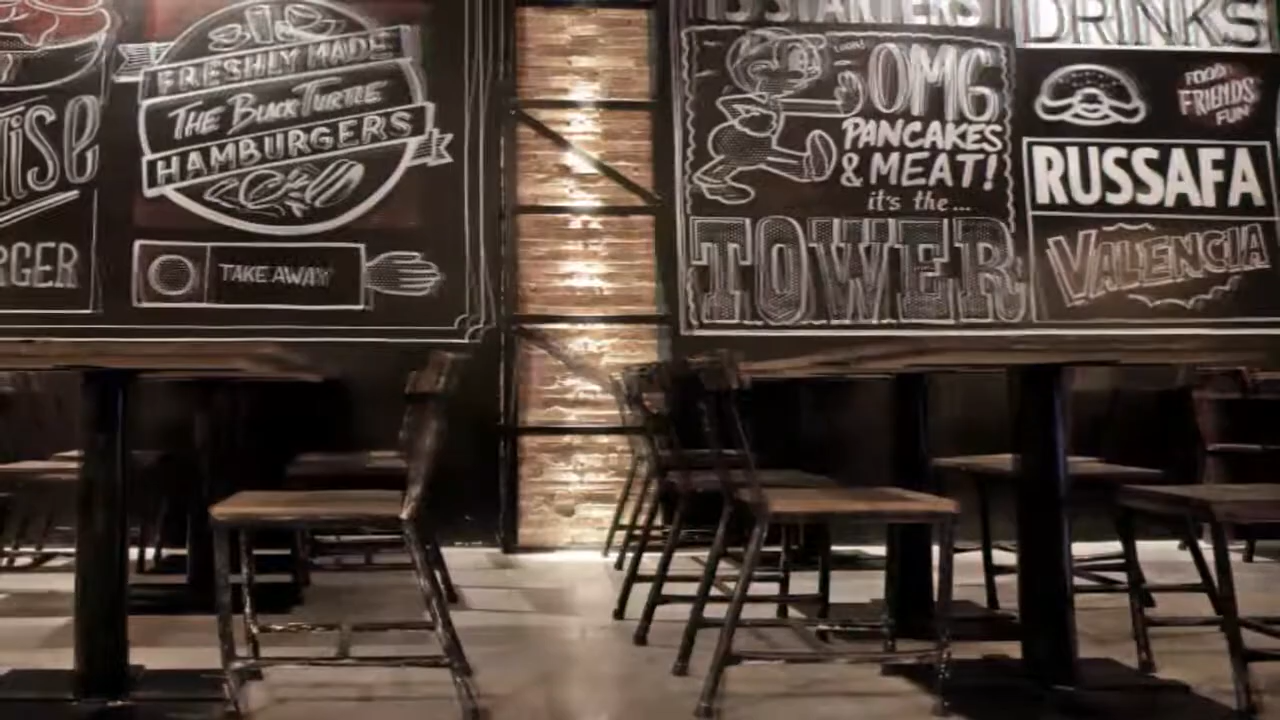 FRESHLY MADE
THE BLACK TURTLE
HAMBURGERS
TAKE AWAY
STARTERS
OMG
PANCAKES
& MEAT!
it's the...
TOWER
DRINKS
FOOD
FRIENDS
FUN
RUSSAFA
VALENCIA